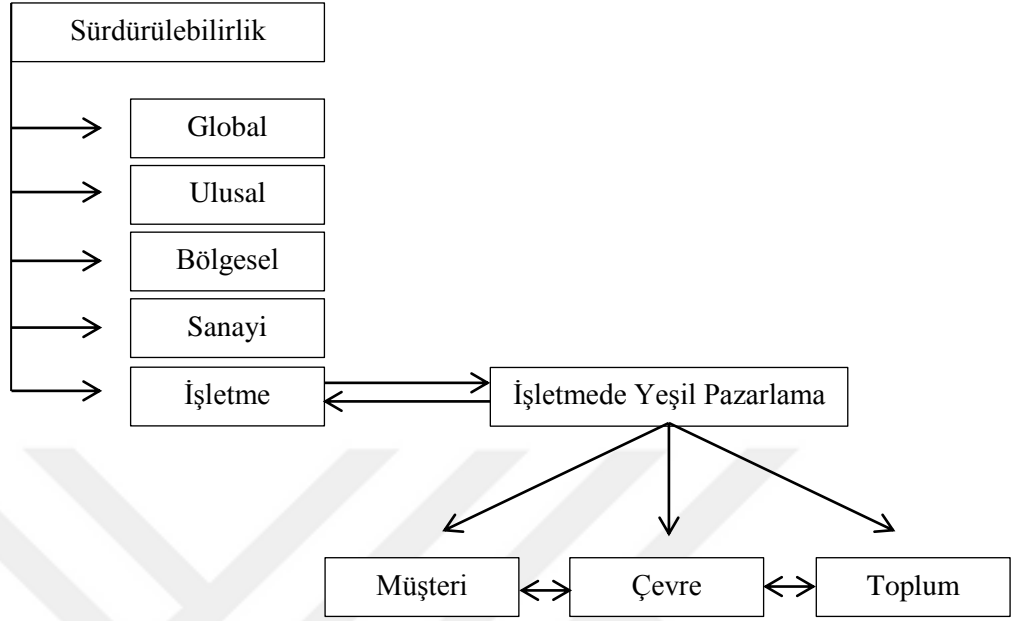 Sürdürülebilirlik
Global
Ulusal
Bölgesel
Sanayi
İşletme
İşletmede Yeşil Pazarlama
Müşteri
Çevre
Toplum